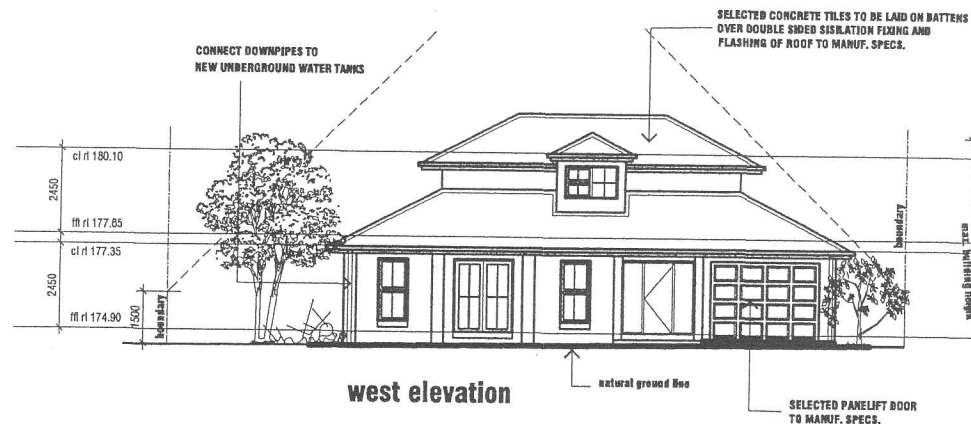 SELECTED CONCRETE TILES TO BE LAID ON BATTENS
OVER DOUBLE SIDED SISILATION FIXING AND
FLASHING OF ROOF TO MANUF. SPECS.
CONNECT DOWNPIPES TO
NEW UNDERGROUND WATER TANKS
cl rl 180.10
2450
ffl rl 177.65
cl rl 177.35
2450
ffl rl 174.90
1500
boundary
boundary
max. building
west elevation
natural ground line
SELECTED PANELIFT DOOR
TO MANUF. SPECS.